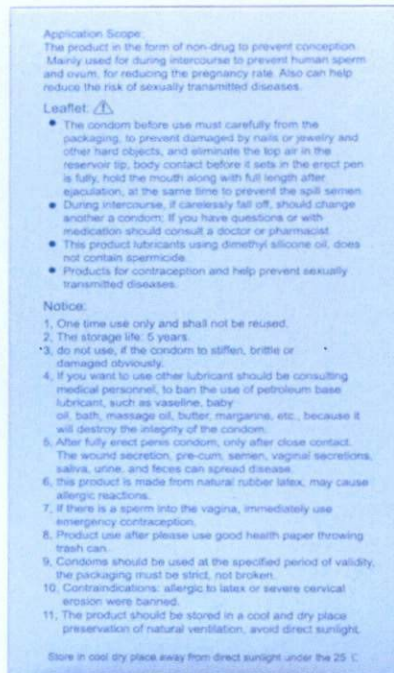 Application Scope:
The product in the form of non-drug to prevent conception
Mainly used for during intercourse to prevent human sperm
and ovum, for reducing the pregnancy rate. Also can help
reduce the risk of sexually transmitted diseases.
Leaflet: ⚠
● The condom before use must carefully from the
packaging, to prevent damaged by nails or jewelry and
other hard objects, and eliminate the top air in the
reservoir tip, body contact before it sets in the erect pen
is fully, hold the mouth along with full length after
ejaculation, at the same time to prevent the spill semen
● During intercourse, if carelessly fall off, should change
another a condom; If you have questions or with
medication should consult a doctor or pharmacist
● This product lubricants using dimethyl silicone oil, does
not contain spermicide
● Products for contraception and help prevent sexually
transmitted diseases.
Notice:
1, One time use only and shall not be reused.
2, The storage life: 5 years.
3, do not use, if the condom to stiffen, brittle or
damaged obviously.
4, If you want to use other lubricant should be consulting
medical personnel, to ban the use of petroleum base
lubricant, such as vaseline, baby
oil, bath, massage oil, butter, margarine, etc., because it
will destroy the integrity of the condom.
5, After fully erect penis condom, only after close contact.
The wound secretion, pre-cum, semen, vaginal secretions,
saliva, urine, and feces can spread disease.
6, this product is made from natural rubber latex, may cause
allergic reactions.
7, If there is a sperm into the vagina, immediately use
emergency contraception.
8, Product use after please use good health paper throwing
trash can.
9, Condoms should be used at the specified period of validity,
the packaging must be strict, not broken.
10, Contraindications: allergic to latex or severe cervical
erosion were banned.
11, The product should be stored in a cool and dry place
preservation of natural ventilation, avoid direct sunlight.
Store in cool dry place away from direct sunlight under the 25 ℃